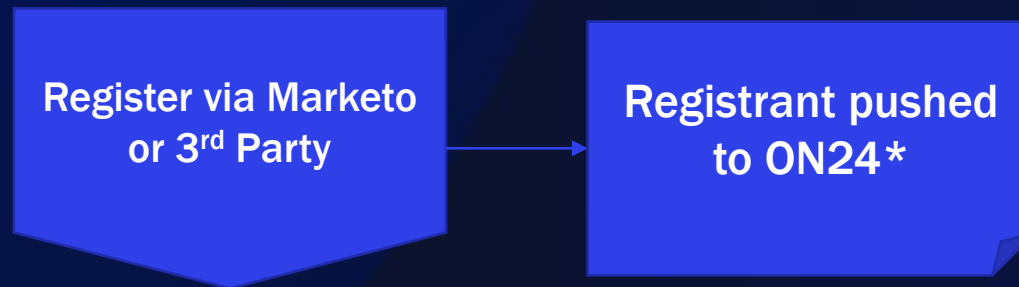 Register via Marketo
or 3rd Party
Registrant pushed
to ON24*